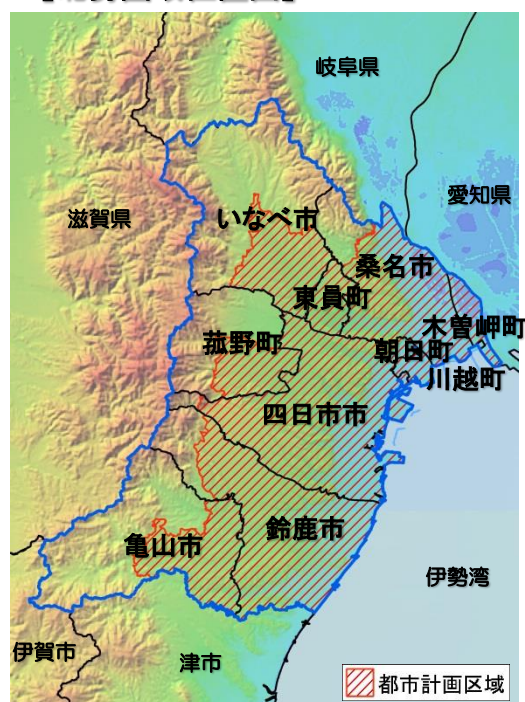 岐阜県
愛知県
滋賀県
いなべ市
桑名市
東員町
木曽岬町
菰野町
朝日町
川越町
四日市市
鈴鹿市
亀山市
伊勢湾
伊賀市
津市
都市計画区域